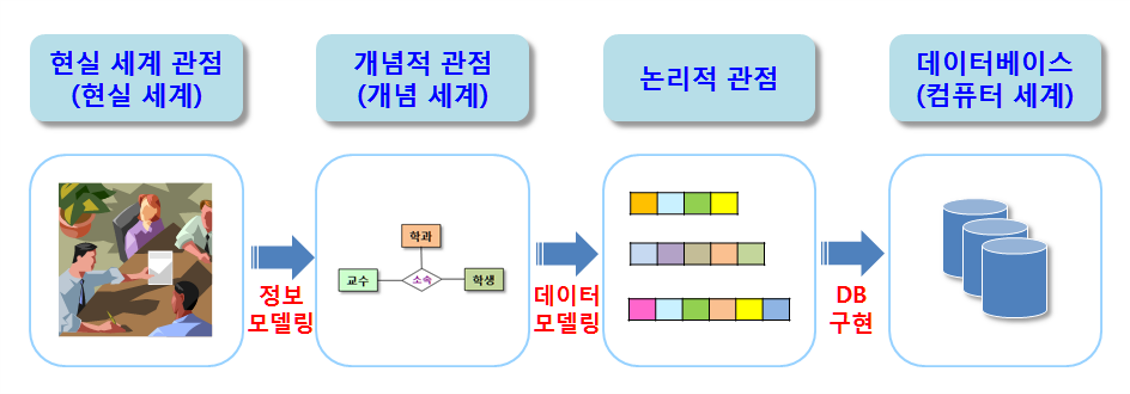 현실 세계 관점
(현실 세계)
개념적 관점
(개념 세계)
논리적 관점
데이터베이스
(컴퓨터 세계)
정보
모델링
학과
교수
소속
학생
데이터
모델링
DB
구현